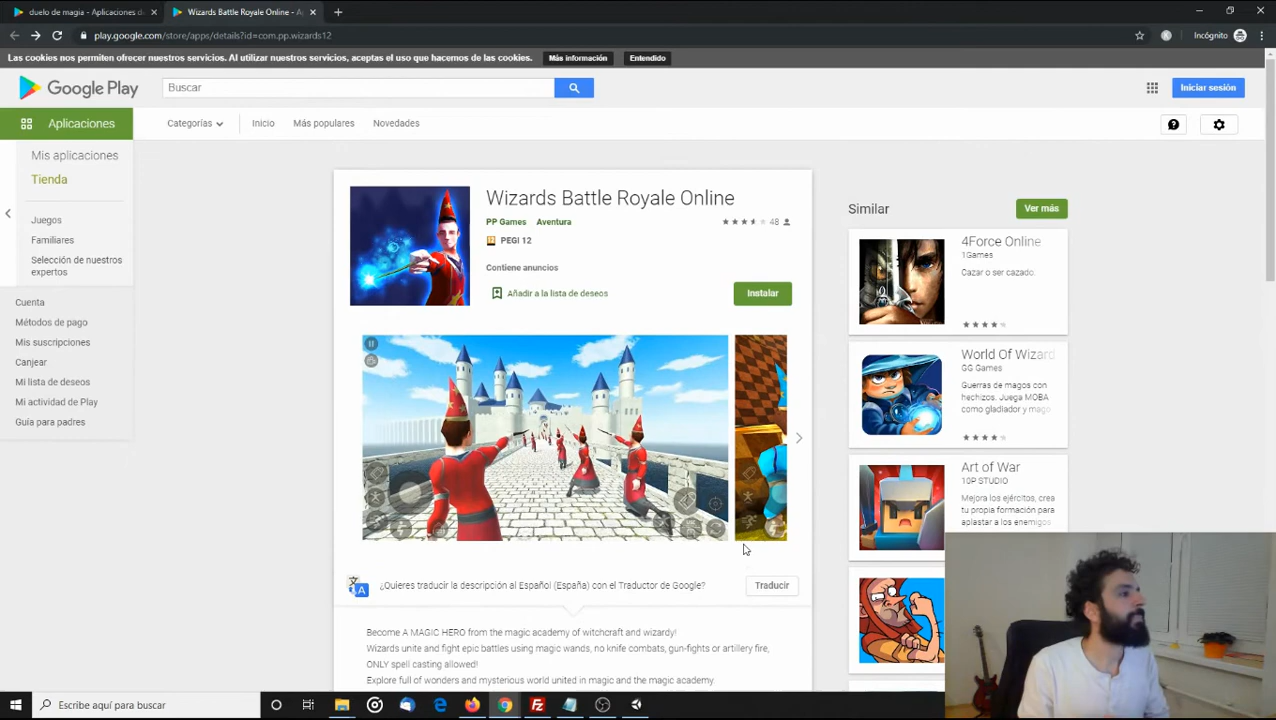 duelo de magia - Aplicaciones d
Wizards Battle Royale Online - A
play.google.com/store/apps/details?id=com.pp.wizards12
Incógnito
Las cookies nos permiten ofrecer nuestros servicios. Al utilizar nuestros servicios, aceptas el uso que hacemos de las cookies.
Más información
Entendido
Google Play
Buscar
Iniciar sesión
Aplicaciones
Categorías
Inicio
Más populares
Novedades
Mis aplicaciones
Tienda
Juegos
Familiares
Selección de nuestros
expertos
Cuenta
Métodos de pago
Mis suscripciones
Canjear
Mi lista de deseos
Mi actividad de Play
Guía para padres
Wizards Battle Royale Online
PP Games Aventura
48
PEGI 12
Contiene anuncios
Añadir a la lista de deseos
Instalar
¿Quieres traducir la descripción al Español (España) con el Traductor de Google?
Traducir
Become A MAGIC HERO from the magic academy of witchcraft and wizardy!
Wizards unite and fight epic battles using magic wands, no knife combats, gun-fights or artillery fire,
ONLY spell casting allowed!
Explore full of wonders and mysterious world united in magic and the magic academy.
Similar
Ver más
4Force Online
1Games
Cazar o ser cazado.
World Of Wizard
GG Games
Guerras de magos con
hechizos. Juega MOBA
como gladiador y mago
Art of War
10P STUDIO
Mejora los ejércitos, crea
tu propia formación para
aplastar a los enemigos
Escribe aquí para buscar